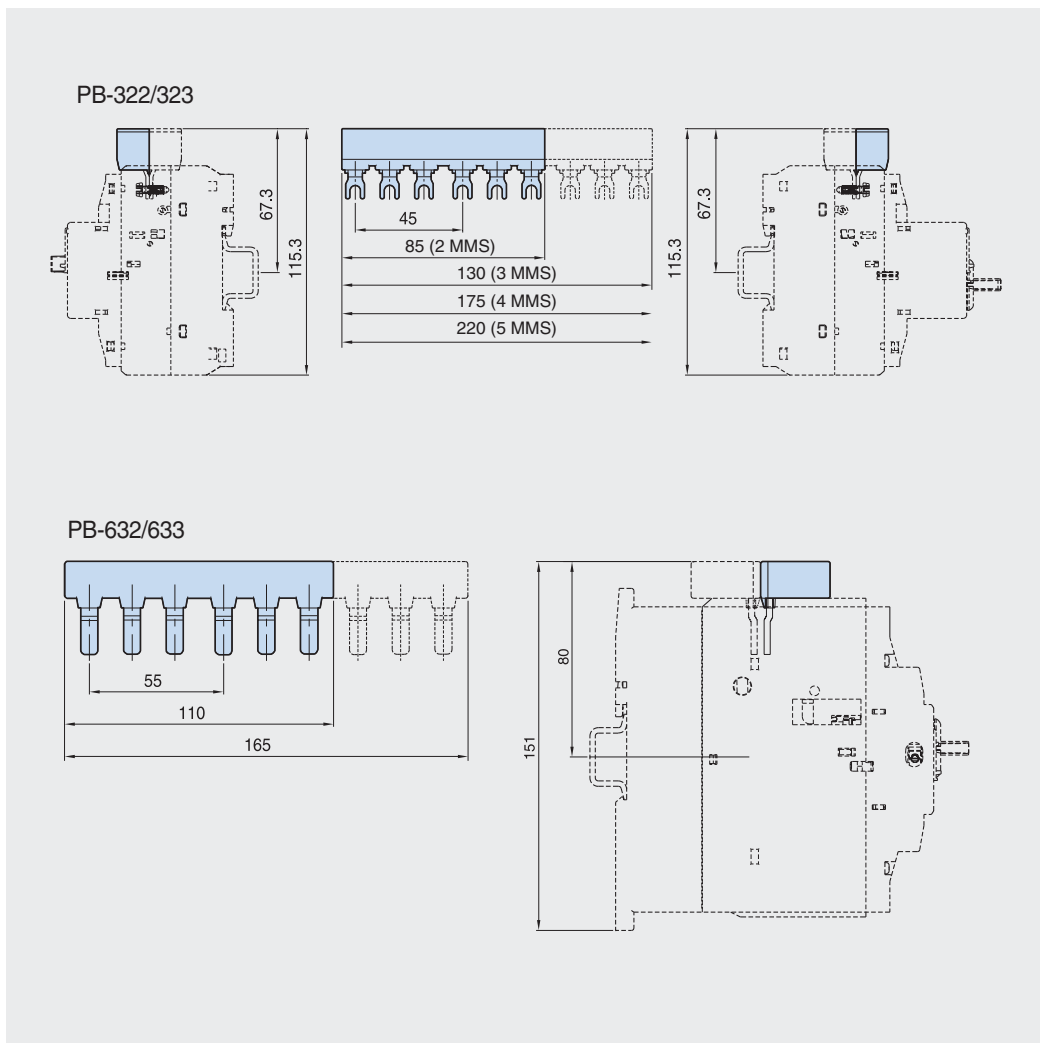 PB-322/323
67.3
115.3
45
85 (2 MMS)
130 (3 MMS)
175 (4 MMS)
220 (5 MMS)
67.3
115.3
PB-632/633
55
110
165
80
151